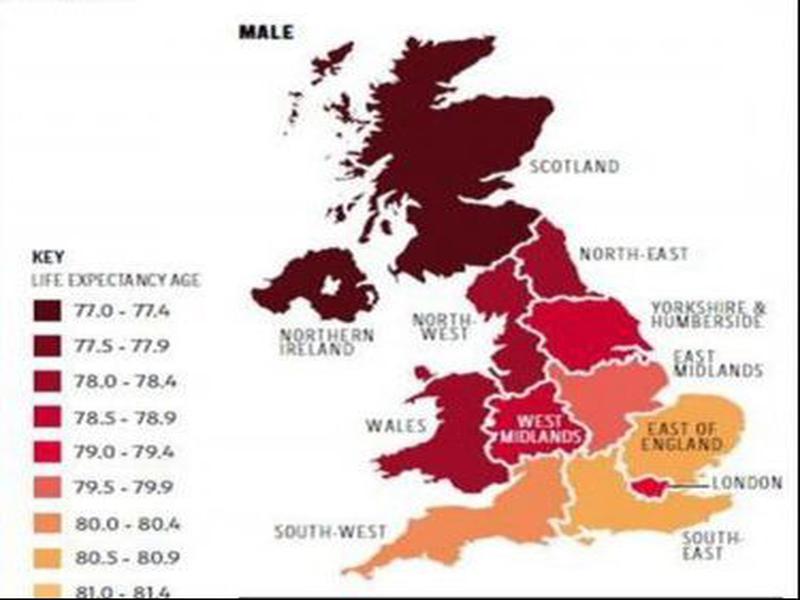 MALE
SCOTLAND
NORTH-EAST
YORKSHIRE &
HUMBERSIDE
NORTH-
WEST
NORTHERN
IRELAND
EAST
MIDLANDS
WALES
WEST
MIDLANDS
EAST OF
ENGLAND
LONDON
SOUTH-WEST
SOUTH-
EAST
KEY
LIFE EXPECTANCY AGE
77.0 - 77.4
77.5 - 77.9
78.0 - 78.4
78.5 - 78.9
79.0 - 79.4
79.5 - 79.9
80.0 - 80.4
80.5 - 80.9
81.0 - 81.4